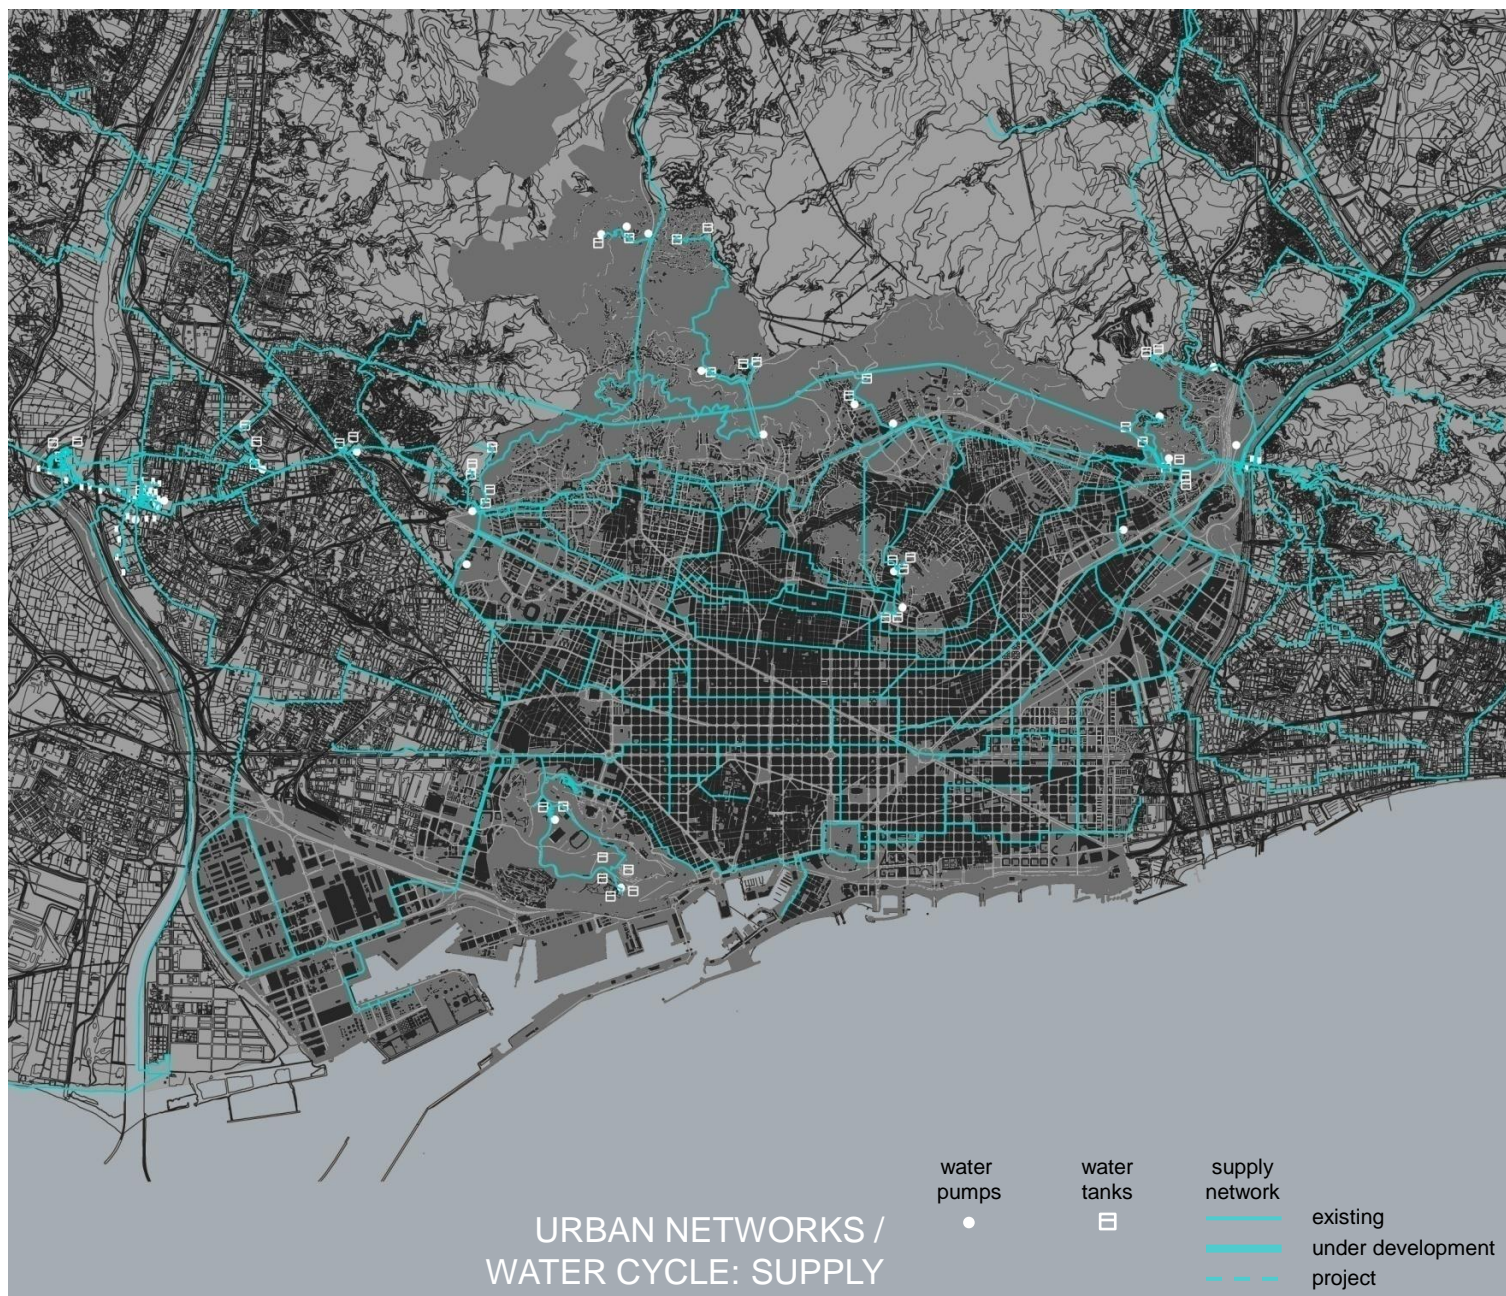 URBAN NETWORKS /
WATER CYCLE: SUPPLY
water
pumps
water
tanks
supply
network
existing
under development
project